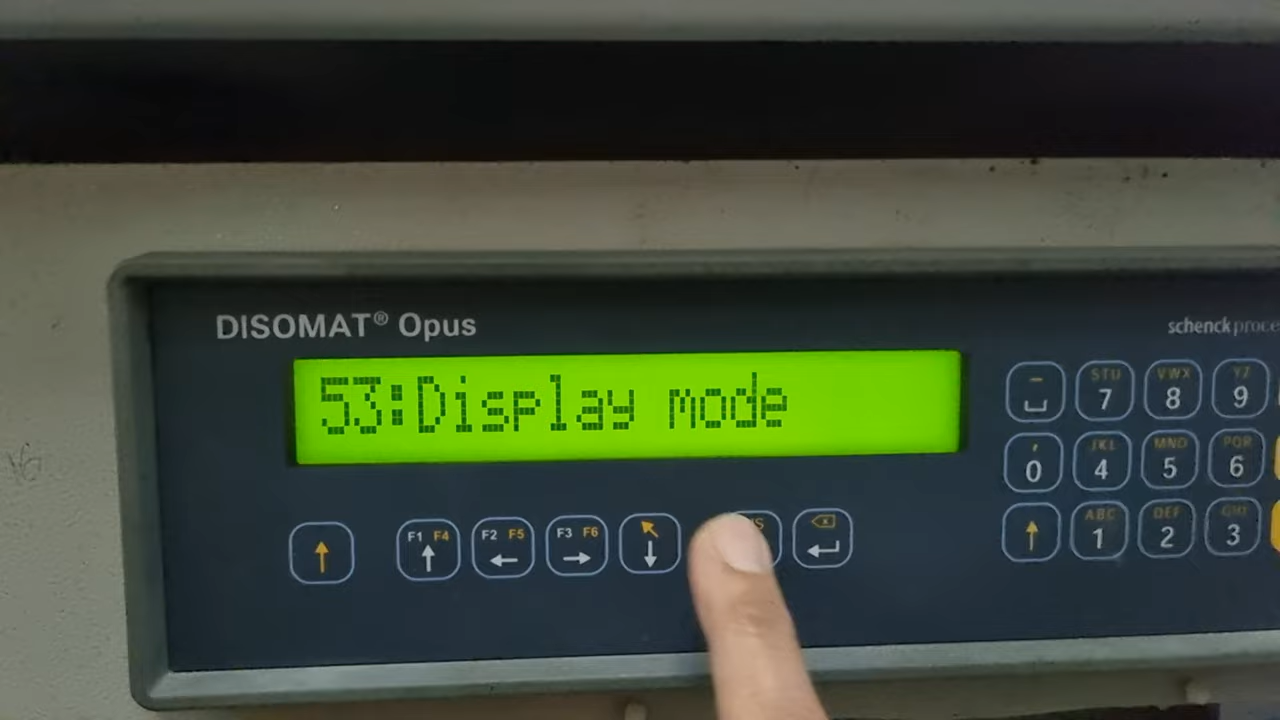 DISOMAT® Opus
schenck proce
53:Display mode
F1 F4
F2 F5
F3 F6
STU 7
VWX 8
YZ 9
, 0
JKL 4
MNO 5
PQR 6
ABC 1
DEF 2
GHI 3